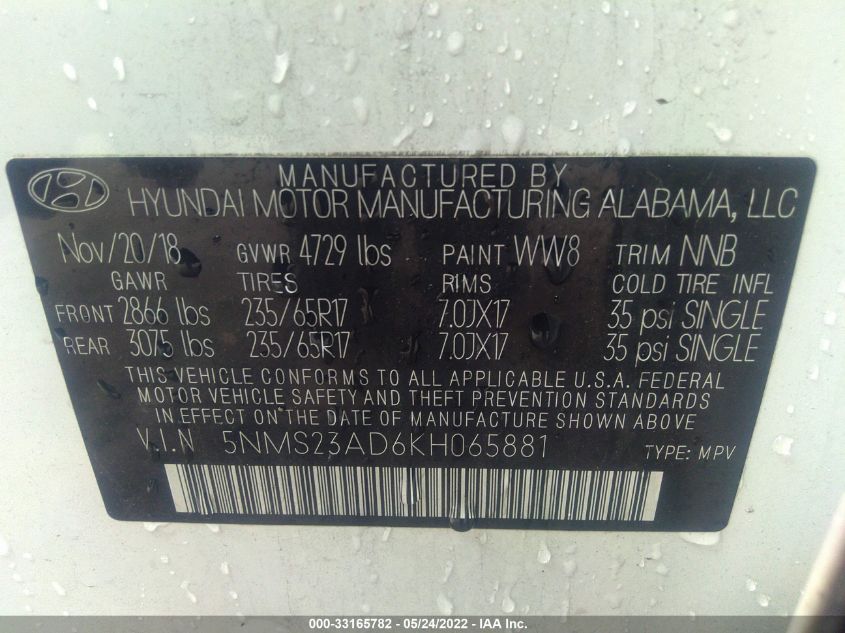 MANUFACTURED BY
HYUNDAI MOTOR MANUFACTURING ALABAMA, LLC
Nov/20/18 GVWR 4729 lbs PAINT WW8 TRIM NNB
GAWR TIRES RIMS COLD TIRE INFL
FRONT 2866 lbs 235/65R17 7.0JX17 35 psi SINGLE
REAR 3075 lbs 235/65R17 7.0JX17 35 psi SINGLE
THIS VEHICLE CONFORMS TO ALL APPLICABLE U.S.A. FEDERAL
MOTOR VEHICLE SAFETY AND THEFT PREVENTION STANDARDS
IN EFFECT ON THE DATE OF MANUFACTURE SHOWN ABOVE
V.I.N 5NMS23AD6KH065881 TYPE: MPV
000-33165782 - 05/24/2022 - IAA Inc.